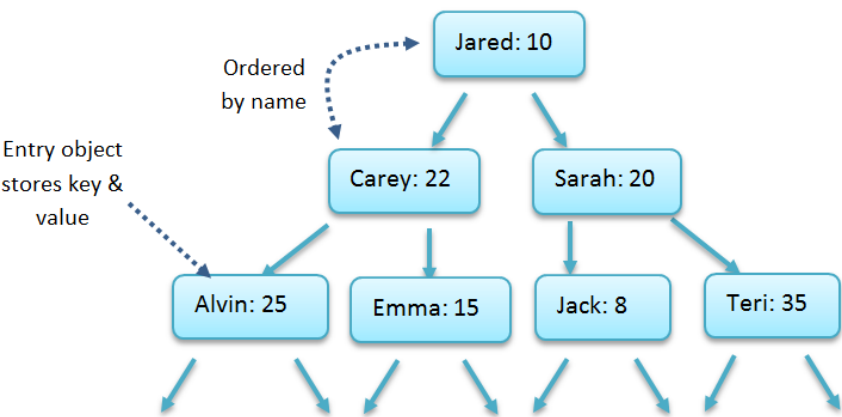 Jared: 10
Ordered
by name
Entry object
stores key &
value
Carey: 22
Sarah: 20
Alvin: 25
Emma: 15
Jack: 8
Teri: 35